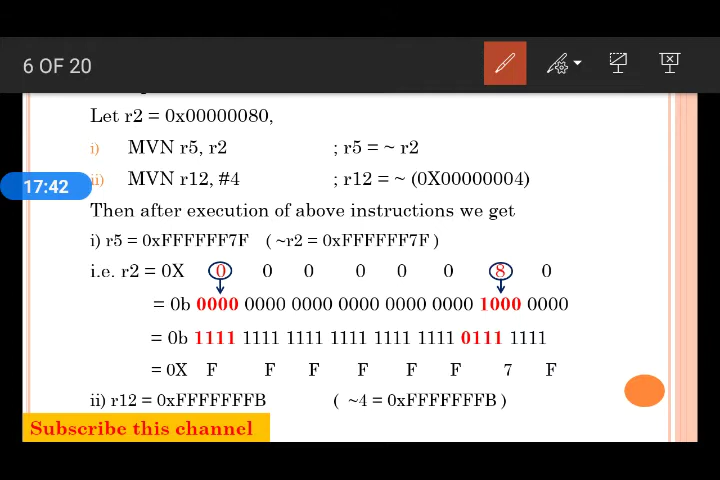 6 OF 20
Let r2 = 0x00000080,
i) MVN r5, r2 ; r5 = ~ r2
17:42
ii) MVN r12, #4 ; r12 = ~ (0X00000004)
Then after execution of above instructions we get
i) r5 = 0xFFFFFF7F ( ~r2 = 0xFFFFFF7F )
i.e. r2 = 0X 0 0 0 0 0 0 8 0
= 0b 0000 0000 0000 0000 0000 0000 1000 0000
= 0b 1111 1111 1111 1111 1111 1111 0111 1111
= 0X F F F F F F 7 F
ii) r12 = 0xFFFFFFFB ( ~4 = 0xFFFFFFFB )
Subscribe this channel